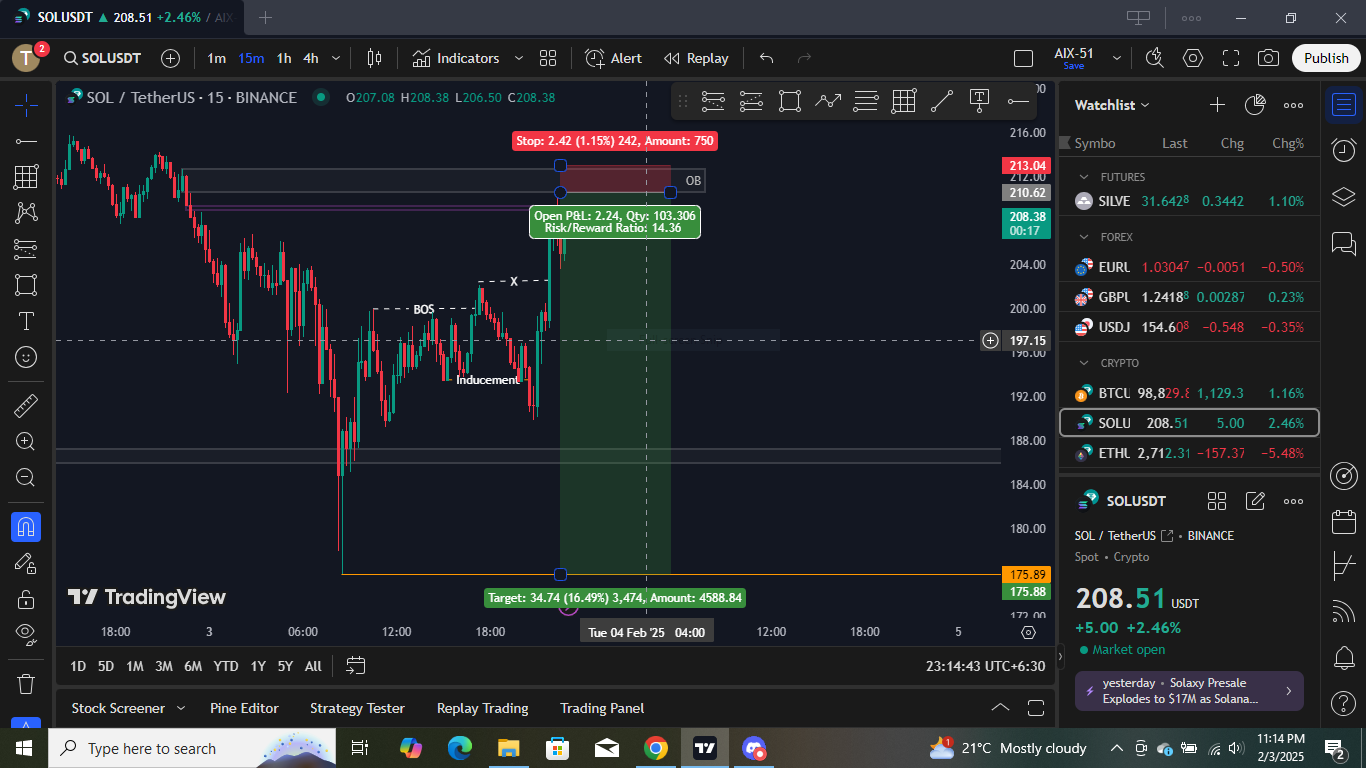 SOLUSDT ▲ 208.51 +2.46% / AIX
T 2 SOLUSDT 1m 15m 1h 4h Indicators Alert Replay AIX-51 Save Publish
SOL / TetherUS · 15 · BINANCE O207.08 H208.38 L206.50 C208.38
Stop: 2.42 (1.15%) 242, Amount: 750
OB
Open P&L: 2.24, Qty: 103.306
Risk/Reward Ratio: 14.36
X
BOS
Inducement
Target: 34.74 (16.49%) 3,474, Amount: 4588.84
TradingView
216.00
213.04
212.00
210.62
208.38
00:17
204.00
200.00
197.15
196.00
192.00
188.00
184.00
180.00
175.89
175.88
172.00
18:00 3 06:00 12:00 18:00 Tue 04 Feb '25 04:00 12:00 18:00 5
1D 5D 1M 3M 6M YTD 1Y 5Y All 23:14:43 UTC+6:30
Stock Screener Pine Editor Strategy Tester Replay Trading Trading Panel
Watchlist
Symbo Last Chg Chg%
FUTURES
SILVE 31.6428 0.3442 1.10%
FOREX
EURU 1.03047 −0.0051 −0.50%
GBPU 1.24188 0.00287 0.23%
USDJ 154.608 −0.548 −0.35%
CRYPTO
BTCU 98,829.8 1,129.3 1.16%
SOLU 208.51 5.00 2.46%
ETHU 2,712.31 −157.37 −5.48%
SOLUSDT
SOL / TetherUS · BINANCE
Spot · Crypto
208.51 USDT
+5.00 +2.46%
Market open
yesterday · Solaxy Presale
Explodes to $17M as Solana...
Type here to search
21°C Mostly cloudy
11:14 PM
2/3/2025
2